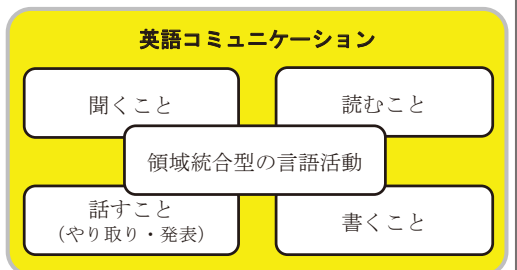 英語コミュニケーション
聞くこと
読むこと
領域統合型の言語活動
話すこと
（やり取り・発表）
書くこと